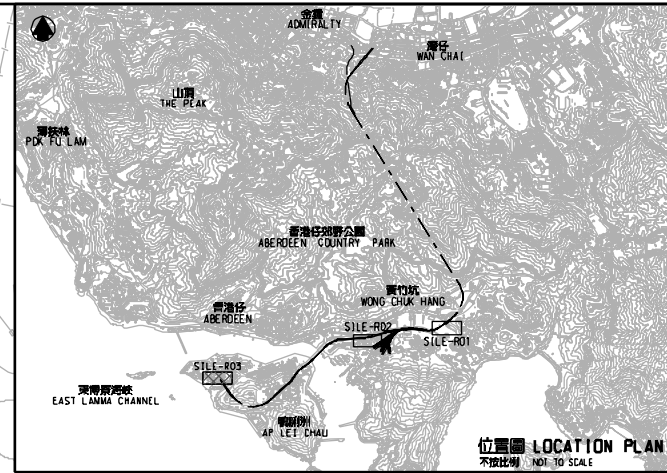 金鐘
ADMIRALTY
灣仔
WAN CHAI
山頂
THE PEAK
薄扶林
POK FU LAM
香港仔郊野公園
ABERDEEN COUNTRY PARK
黃竹坑
WONG CHUK HANG
香港仔
ABERDEEN
SILE-R02
SILE-R01
SILE-R03
東博寮海峽
EAST LAMMA CHANNEL
鴨脷洲
AP LEI CHAU
位置圖 LOCATION PLAN
不按比例 NOT TO SCALE